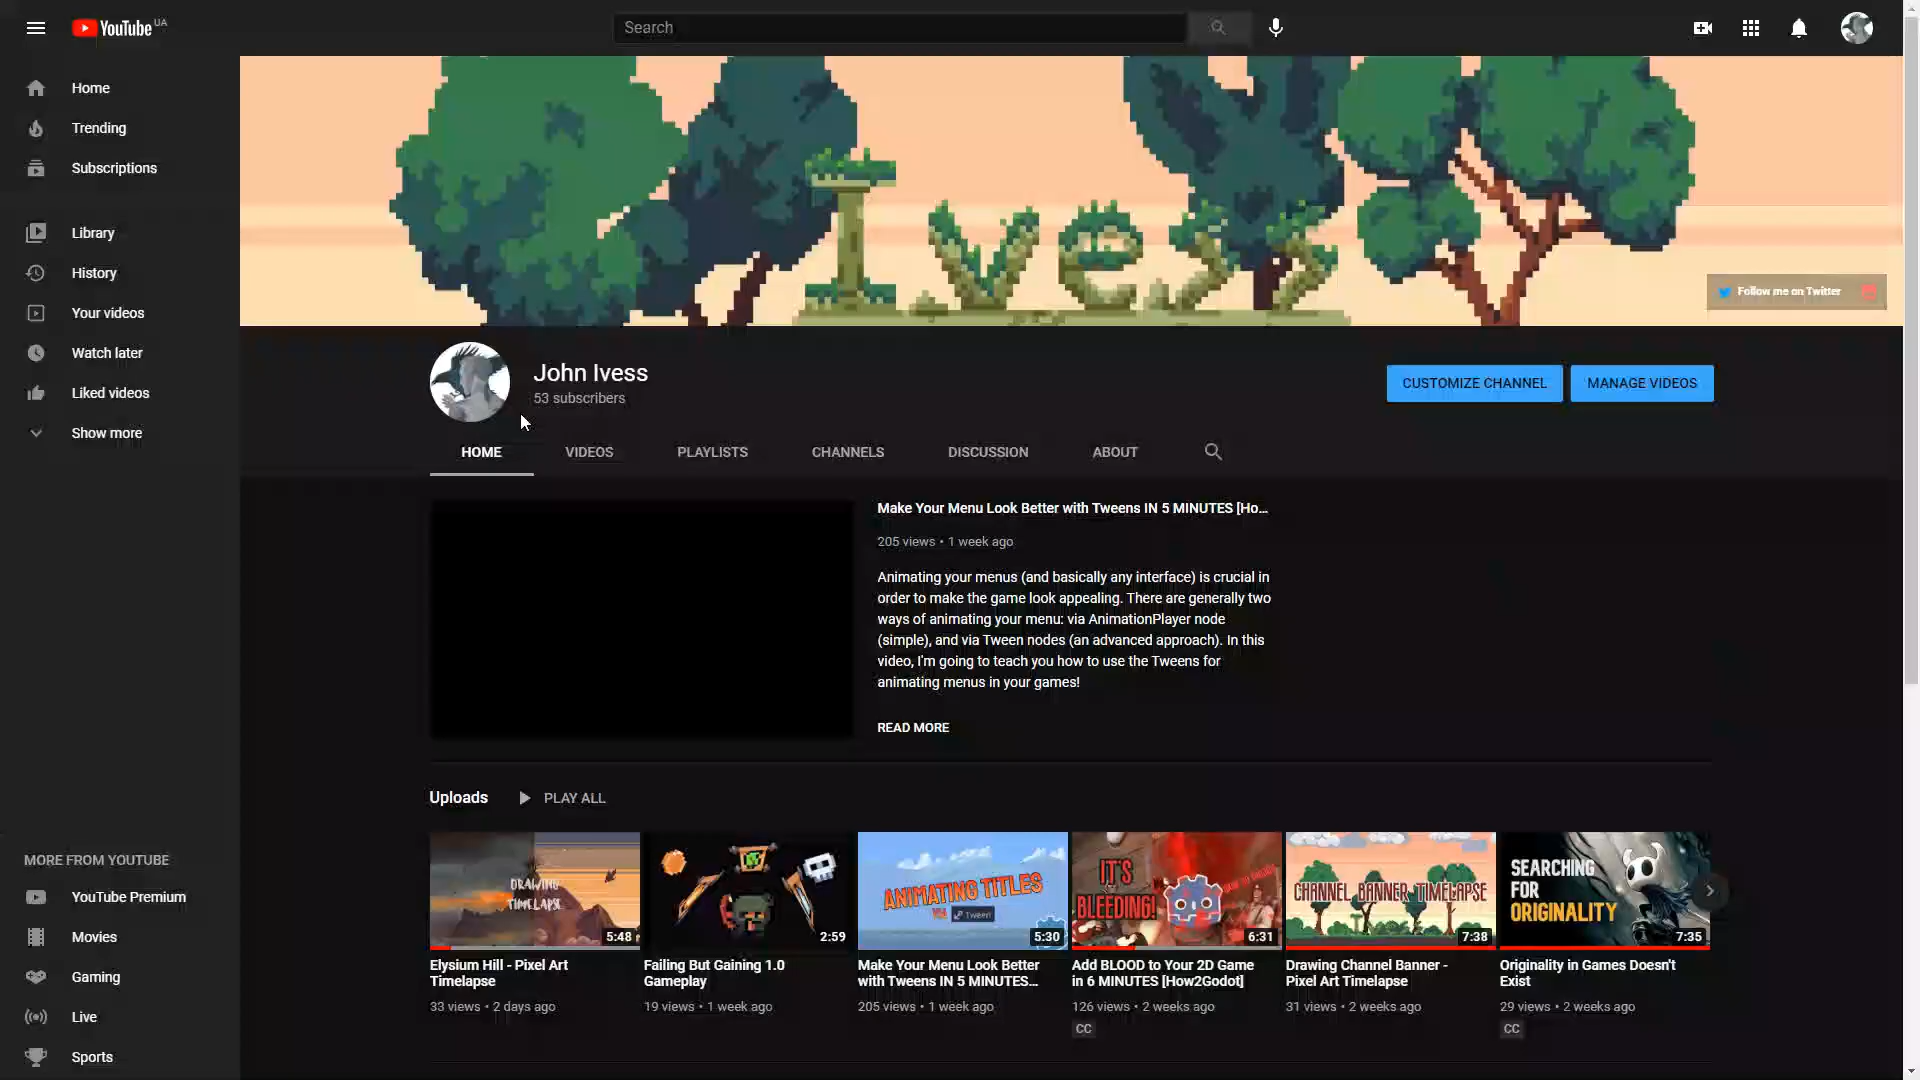 YouTube UA
Search
Home
Trending
Subscriptions
Library
History
Your videos
Watch later
Liked videos
Show more
MORE FROM YOUTUBE
YouTube Premium
Movies
Gaming
Live
Sports
Ivess
Follow me on Twitter
John Ivess
53 subscribers
CUSTOMIZE CHANNEL
MANAGE VIDEOS
HOME
VIDEOS
PLAYLISTS
CHANNELS
DISCUSSION
ABOUT
Make Your Menu Look Better with Tweens IN 5 MINUTES [Ho...
205 views • 1 week ago
Animating your menus (and basically any interface) is crucial in
order to make the game look appealing. There are generally two
ways of animating your menu: via AnimationPlayer node
(simple), and via Tween nodes (an advanced approach). In this
video, I'm going to teach you how to use the Tweens for
animating menus in your games!
READ MORE
Uploads
PLAY ALL
DRAWING
TIMELAPSE
5:48
Elysium Hill - Pixel Art
Timelapse
33 views • 2 days ago
2:59
Failing But Gaining 1.0
Gameplay
19 views • 1 week ago
ANIMATING TITLES
VIA Tween
5:30
Make Your Menu Look Better
with Tweens IN 5 MINUTES...
205 views • 1 week ago
IT'S
BLEEDING!
6:31
Add BLOOD to Your 2D Game
in 6 MINUTES [How2Godot]
126 views • 2 weeks ago
CC
CHANNEL BANNER TIMELAPSE
7:38
Drawing Channel Banner -
Pixel Art Timelapse
31 views • 2 weeks ago
SEARCHING
FOR
ORIGINALITY
7:35
Originality in Games Doesn't
Exist
29 views • 2 weeks ago
CC